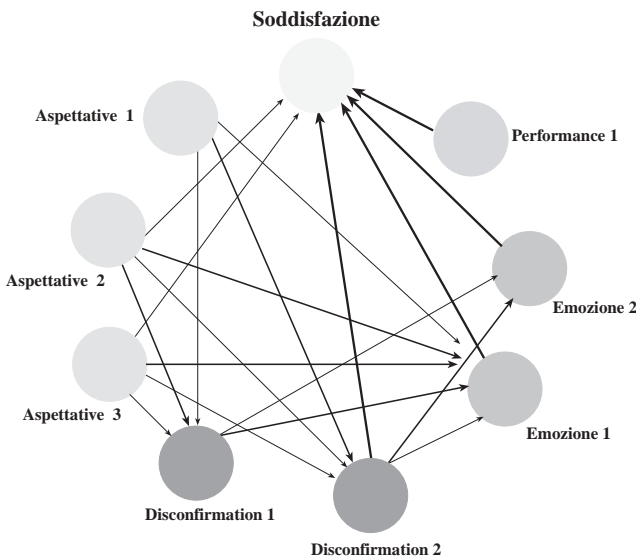 Soddisfazione
Aspettative 1
Performance 1
Aspettative 2
Emozione 2
Aspettative 3
Emozione 1
Disconfirmation 1
Disconfirmation 2